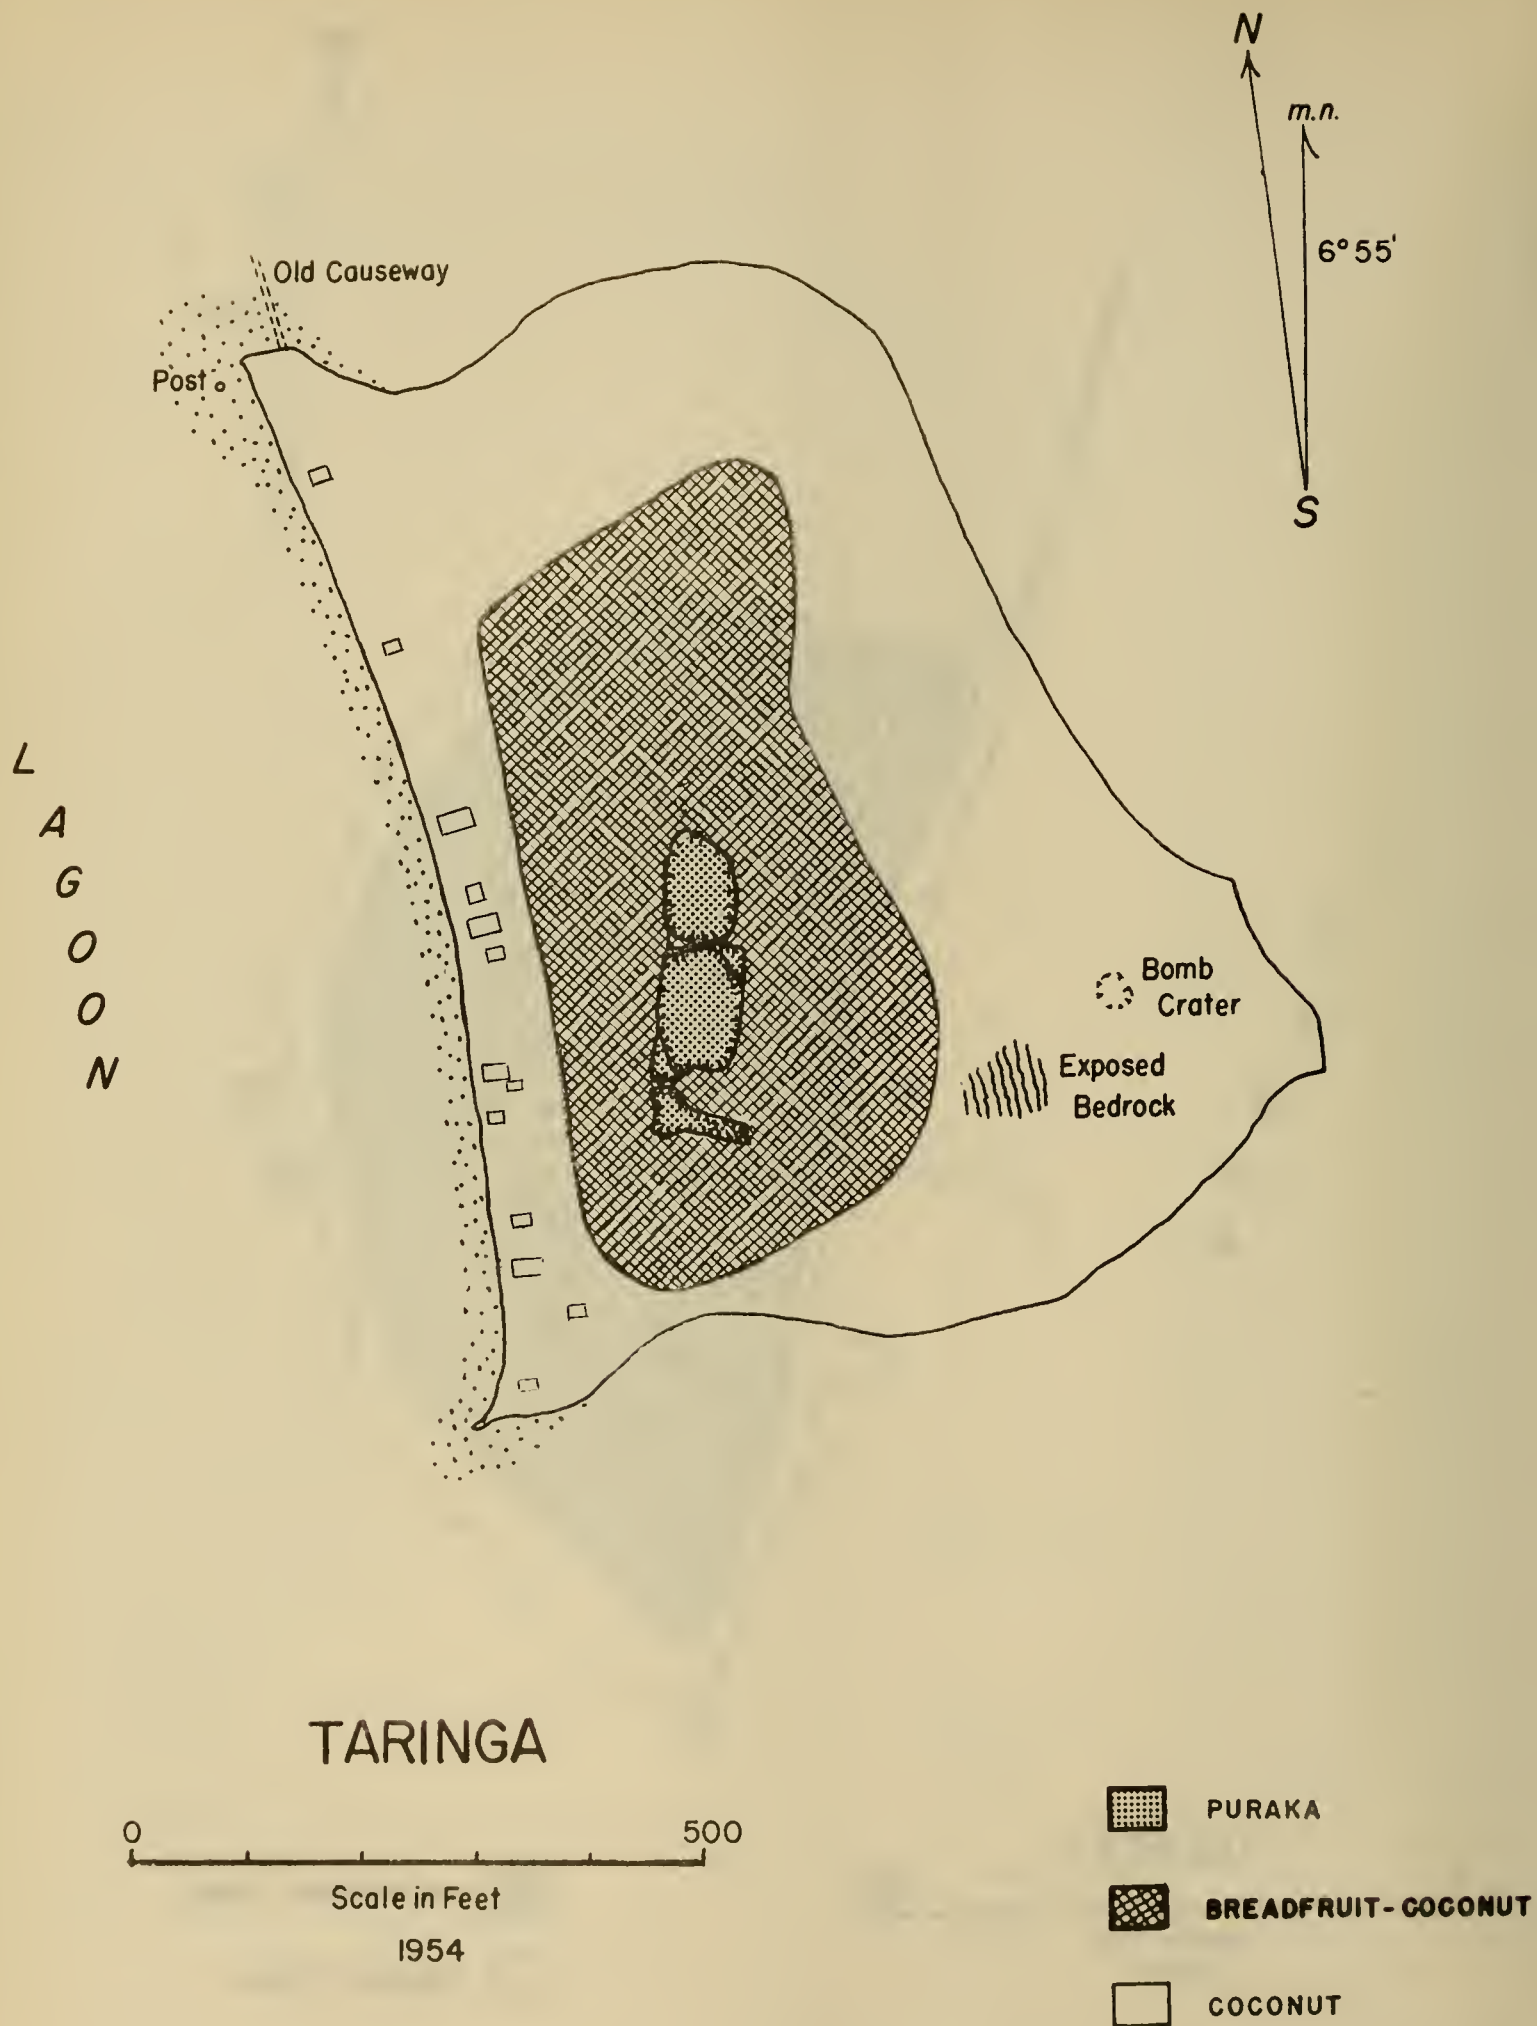 N
m.n.
6°55'
S
Old Causeway
Post
L
A
G
O
O
N
Bomb
Crater
Exposed
Bedrock
TARINGA
0 500
Scale in Feet
1954
PURAKA
BREADFRUIT-COCONUT
COCONUT